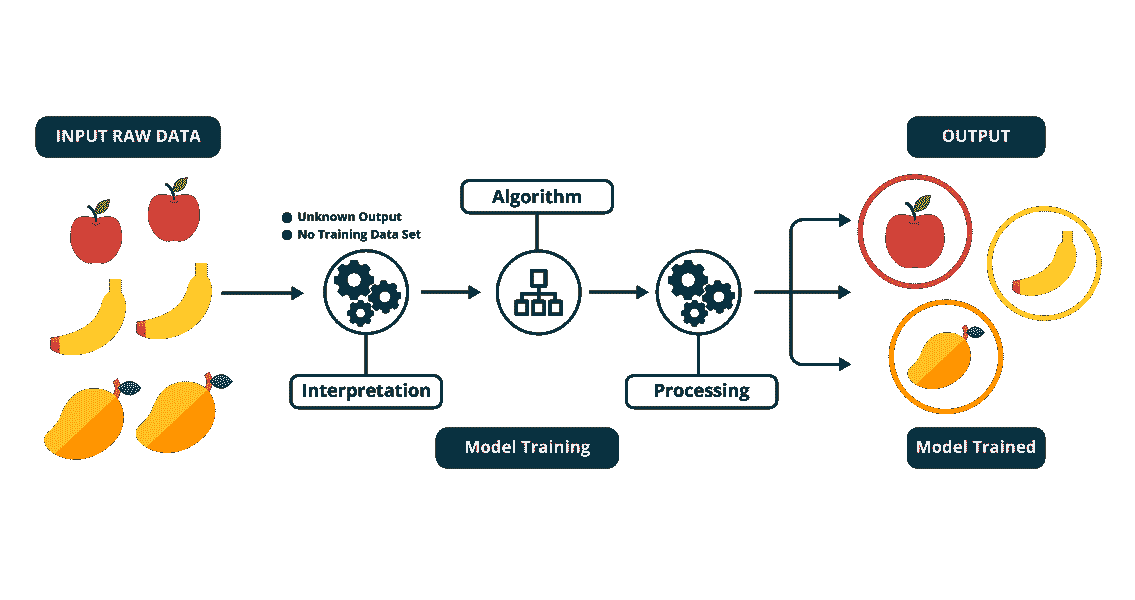 INPUT RAW DATA
OUTPUT
Algorithm
Unknown Output
No Training Data Set
Interpretation
Processing
Model Training
Model Trained